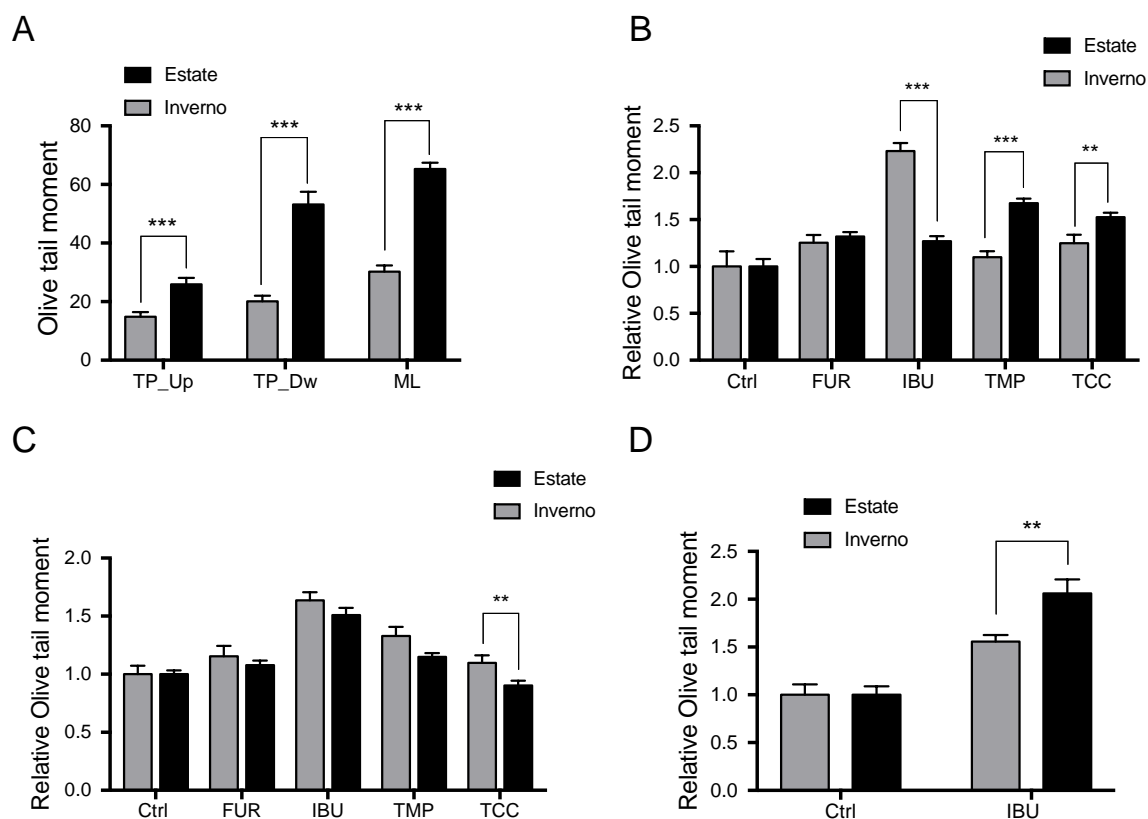 A
Estate
Inverno
Olive tail moment
80
60
40
20
0
***
***
***
TP_Up
TP_Dw
ML
B
Estate
Inverno
Relative Olive tail moment
2.5
2.0
1.5
1.0
0.5
0.0
***
***
**
Ctrl
FUR
IBU
TMP
TCC
C
Estate
Inverno
Relative Olive tail moment
2.0
1.5
1.0
0.5
0.0
**
Ctrl
FUR
IBU
TMP
TCC
D
Estate
Inverno
Relative Olive tail moment
2.5
2.0
1.5
1.0
0.5
0.0
**
Ctrl
IBU